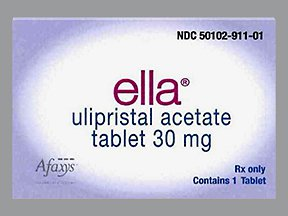 NDC 50102-911-01
ella®
ulipristal acetate
tablet 30 mg
Afaxys
Rx only
Contains 1 Tablet